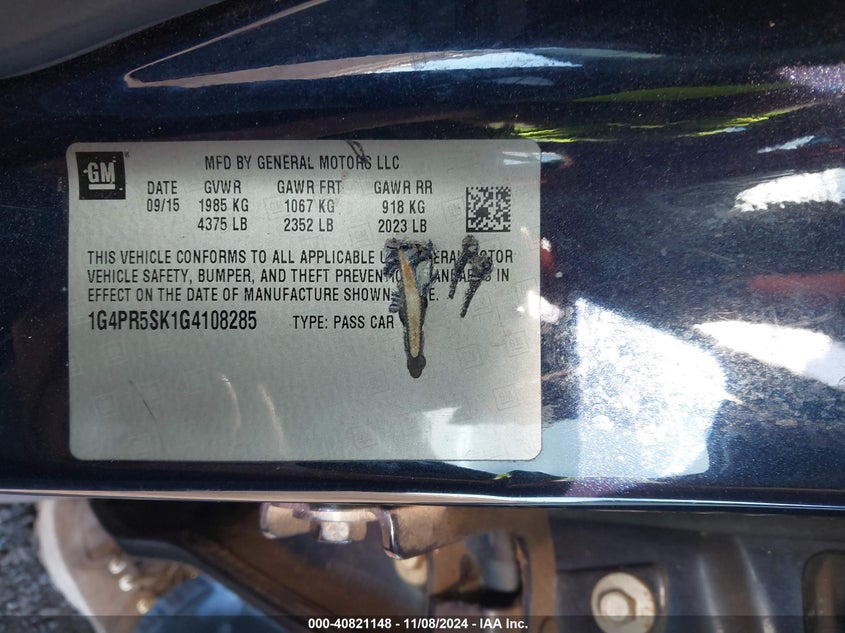 GM
MFD BY GENERAL MOTORS LLC
DATE GVWR GAWR FRT GAWR RR
09/15 1985 KG 1067 KG 918 KG
4375 LB 2352 LB 2023 LB
THIS VEHICLE CONFORMS TO ALL APPLICABLE
VEHICLE SAFETY, BUMPER, AND THEFT IN
EFFECT ON THE DATE OF MANUFACTURE SHOWN
1G4PR5SK1G4108285 TYPE: PASS CAR
000-40821148 - 11/08/2024 - IAA Inc.